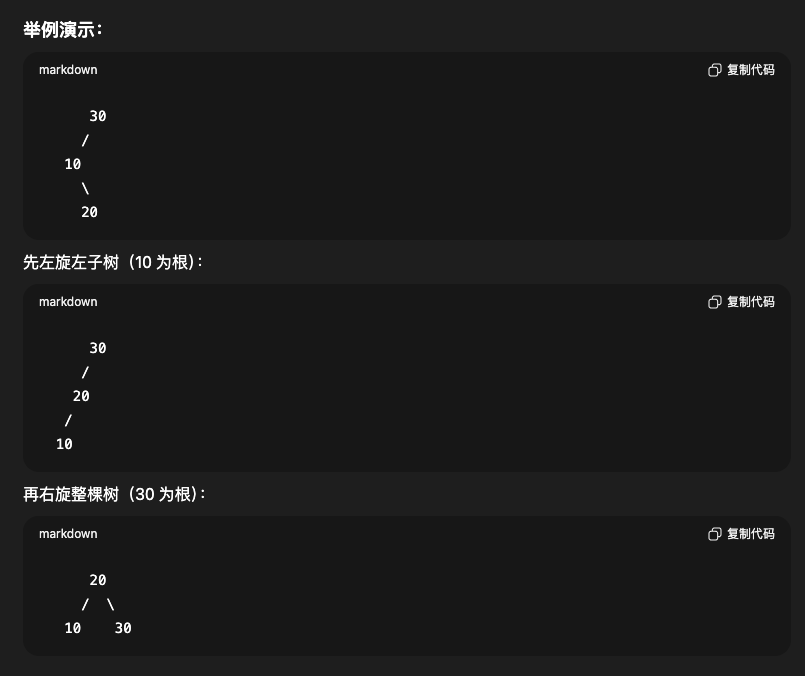 举例演示：
markdown
复制代码
      30
     /
   10
     \
     20
先左旋左子树（10 为根）：
markdown
复制代码
      30
     /
    20
   /
  10
再右旋整棵树（30 为根）：
markdown
复制代码
      20
     /  \
   10    30